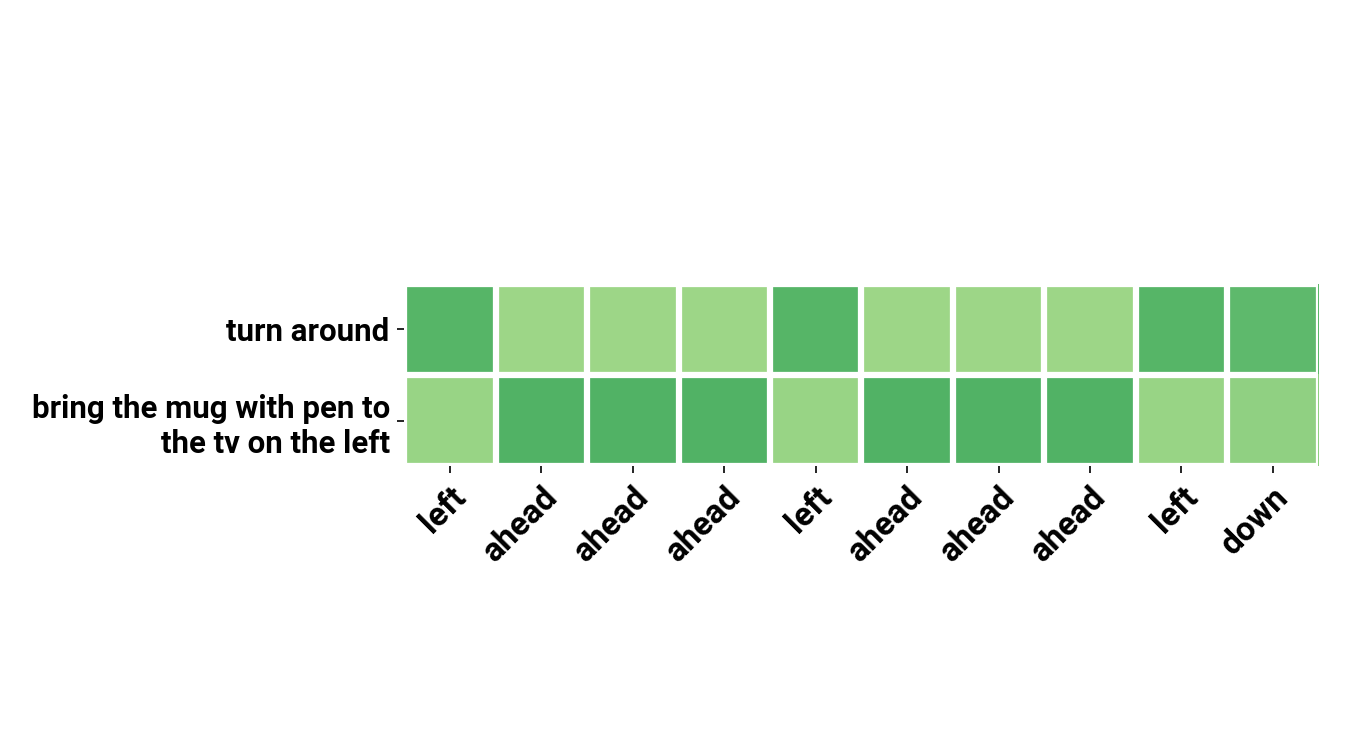 turn around
bring the mug with pen to
the tv on the left
left
ahead
ahead
ahead
left
ahead
ahead
ahead
left
down